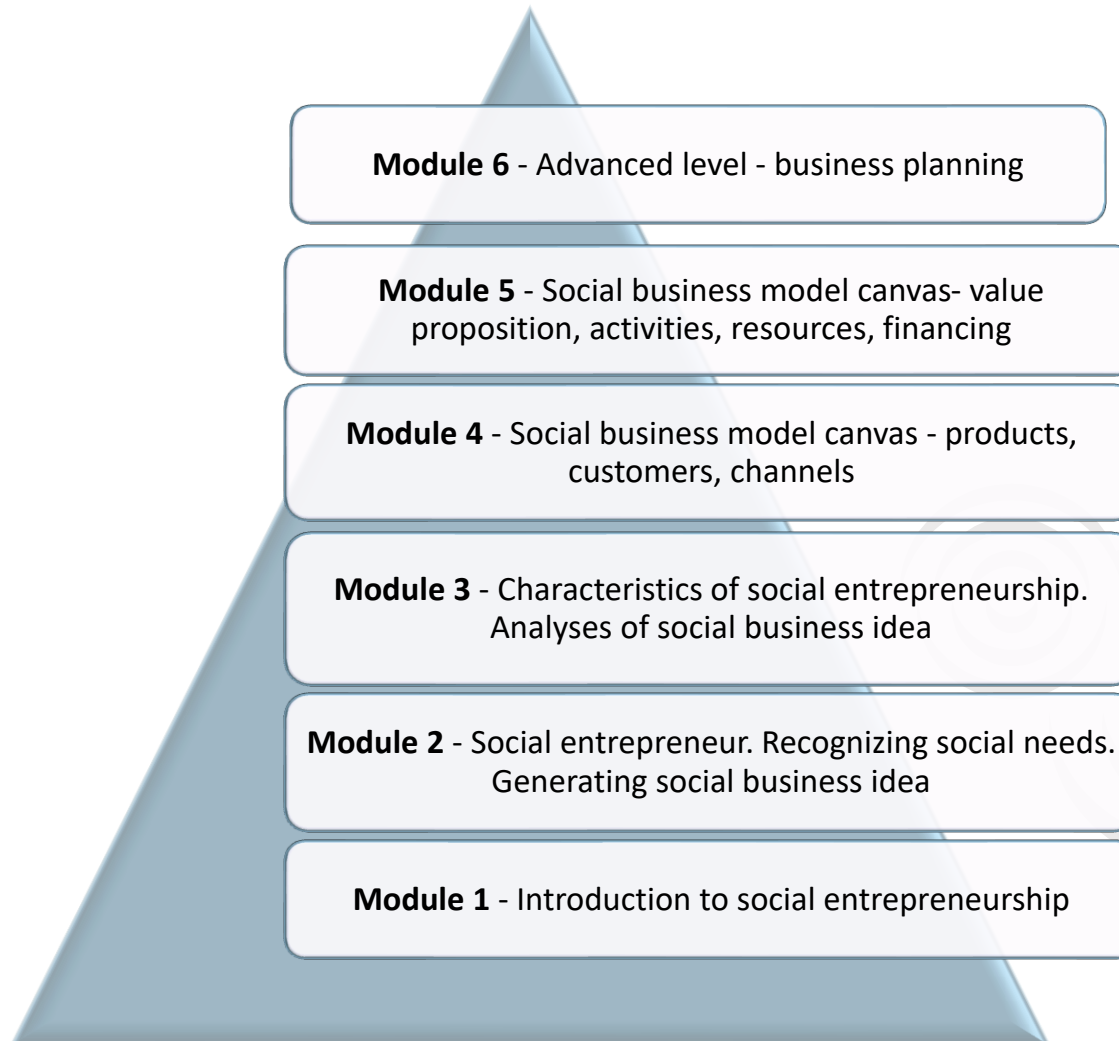 Module 6 - Advanced level - business planning
Module 5 - Social business model canvas- value
proposition, activities, resources, financing
Module 4 - Social business model canvas - products,
customers, channels
Module 3 - Characteristics of social entrepreneurship.
Analyses of social business idea
Module 2 - Social entrepreneur. Recognizing social needs.
Generating social business idea
Module 1 - Introduction to social entrepreneurship